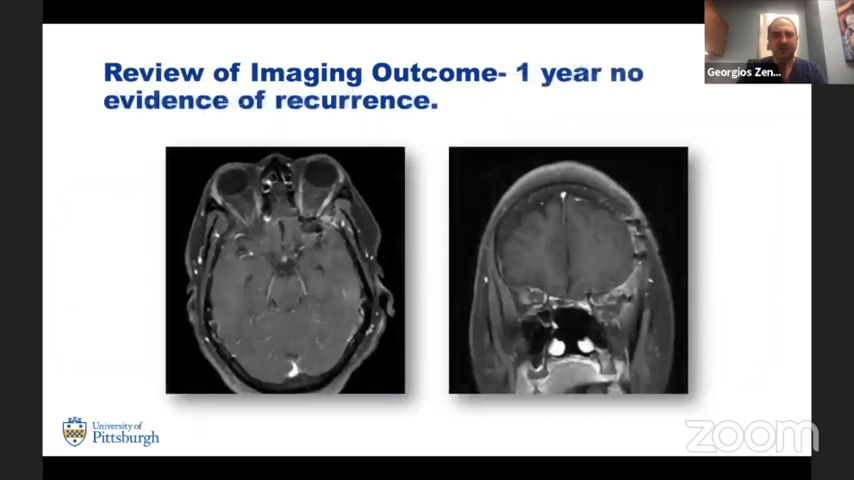 Review of Imaging Outcome- 1 year no
evidence of recurrence.
Georgios Zen...
University of
Pittsburgh
zoom